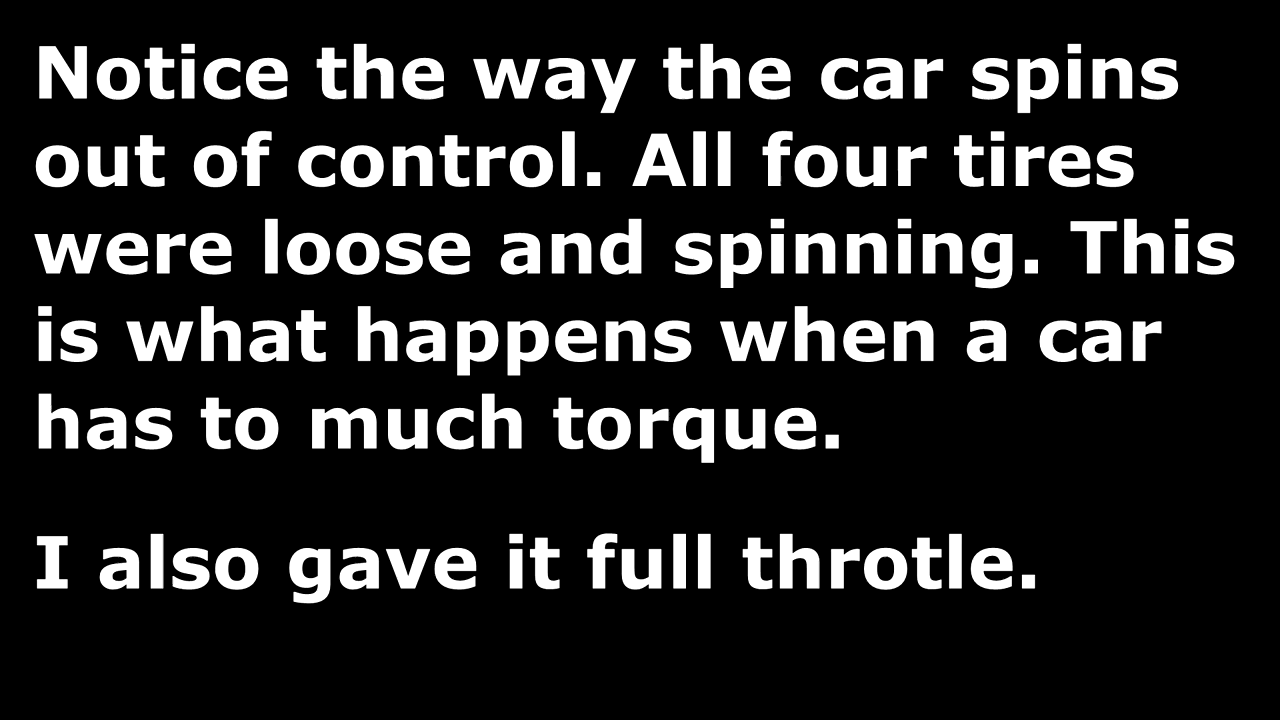 Notice the way the car spins
out of control. All four tires
were loose and spinning. This
is what happens when a car
has to much torque.
I also gave it full throtle.